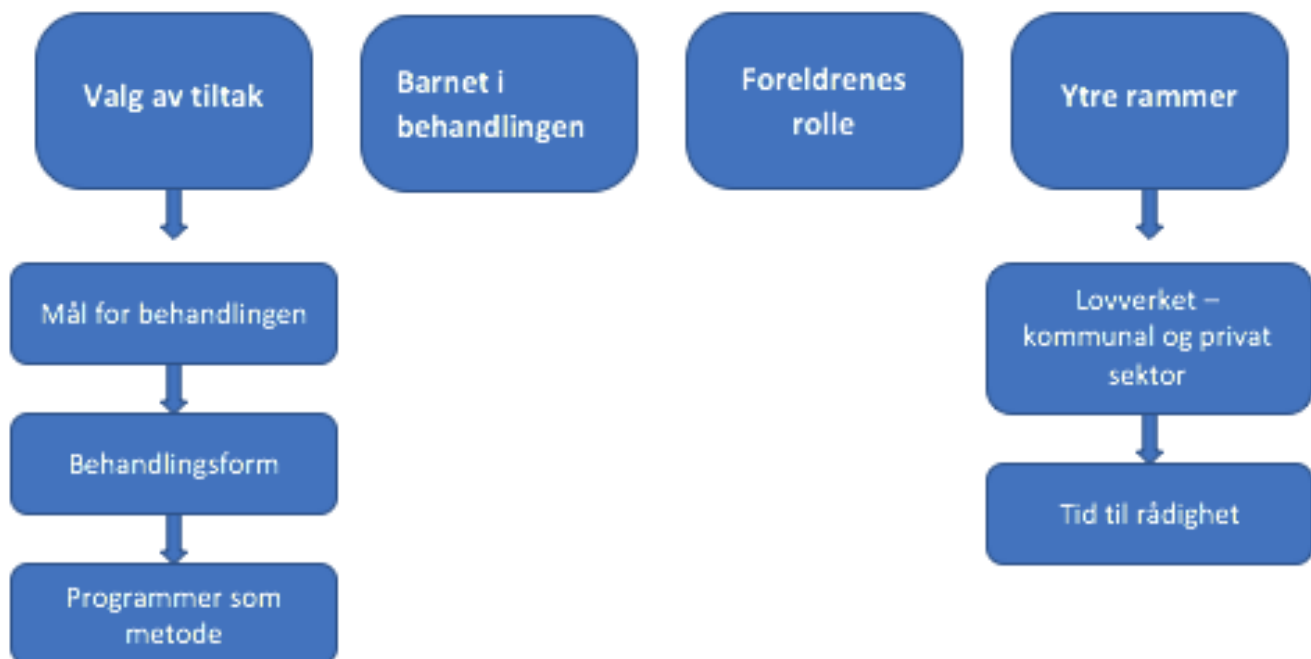 Valg av tiltak
Barnet i
behandlingen
Foreldrenes
rolle
Ytre rammer
Mål for behandlingen
Behandlingsform
Programmer som
metode
Lovverket –
kommunal og privat
sektor
Tid til rådighet